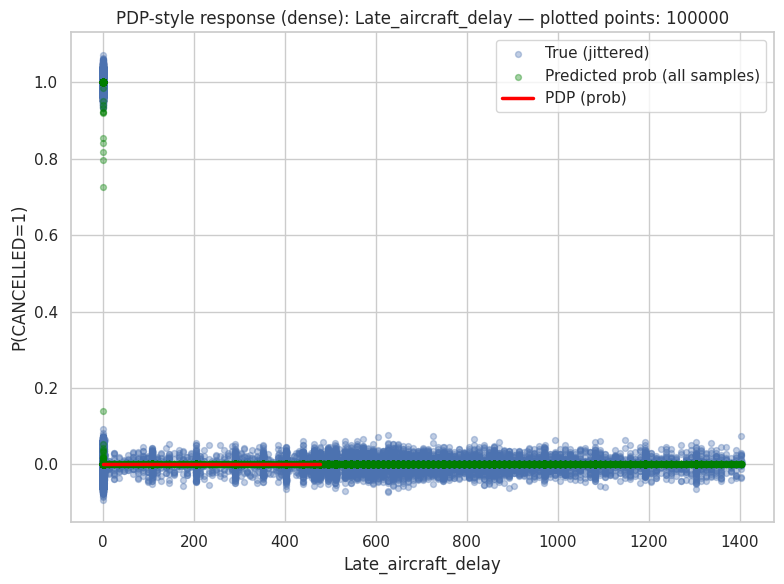 PDP-style response (dense): Late_aircraft_delay — plotted points: 100000
True (jittered)
Predicted prob (all samples)
PDP (prob)
P(CANCELLED=1)
1.0
0.8
0.6
0.4
0.2
0.0
0 200 400 600 800 1000 1200 1400
Late_aircraft_delay